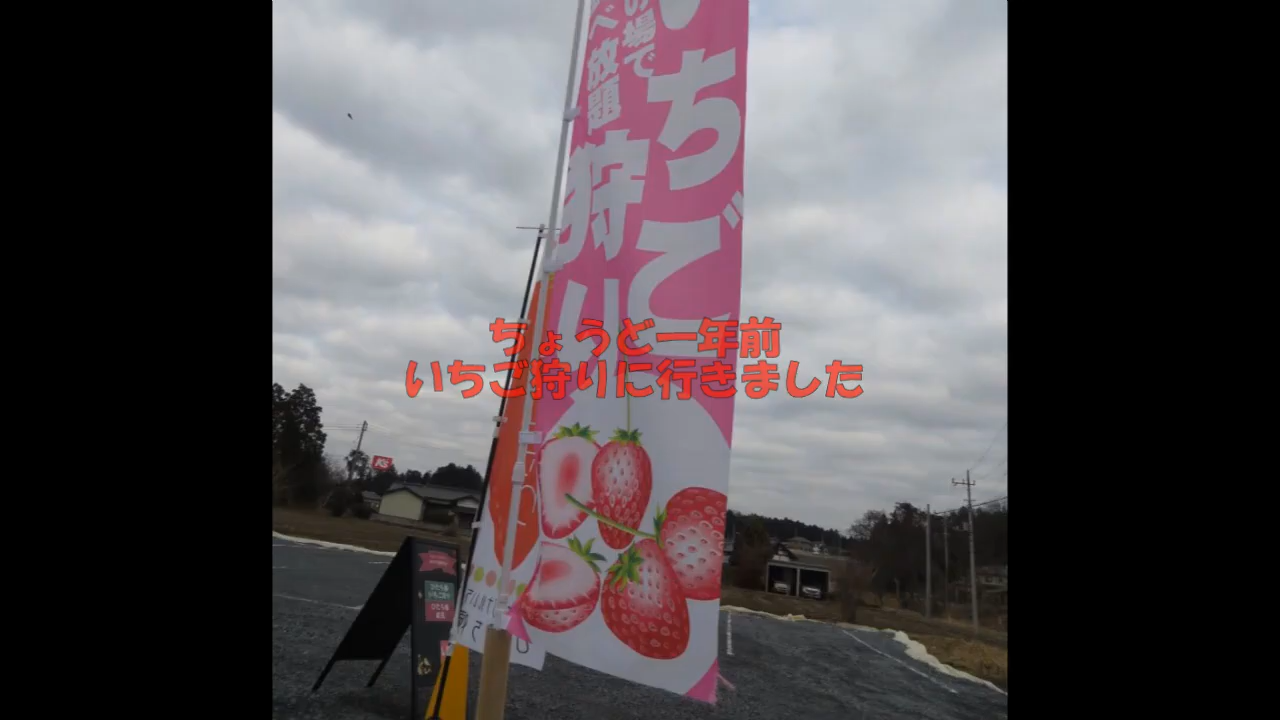 いちご
狩り
の場で
べ放題
ちょうど一年前
いちご狩りに行きました